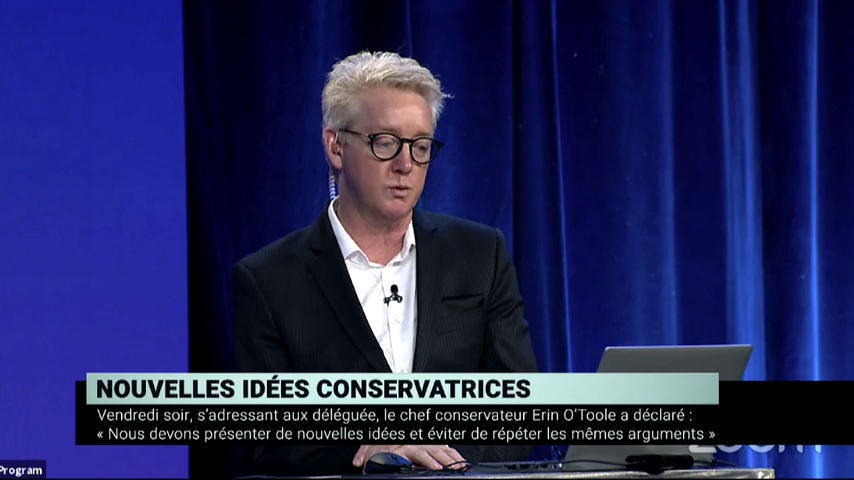 NOUVELLES IDÉES CONSERVATRICES
Vendredi soir, s'adressant aux déléguée, le chef conservateur Erin O'Toole a déclaré :
« Nous devons présenter de nouvelles idées et éviter de répéter les mêmes arguments »
zoom
Program